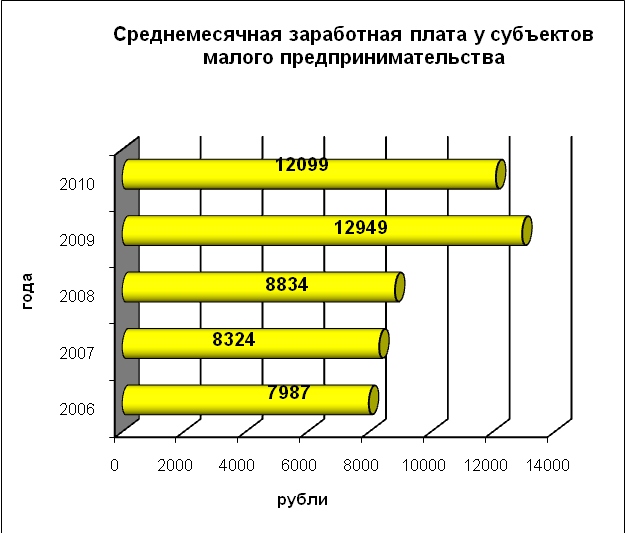 Среднемесячная заработная плата у субъектов
малого предпринимательства
2010
12099
2009
12949
2008
8834
2007
8324
2006
7987
года
0 2000 4000 6000 8000 10000 12000 14000
рубли